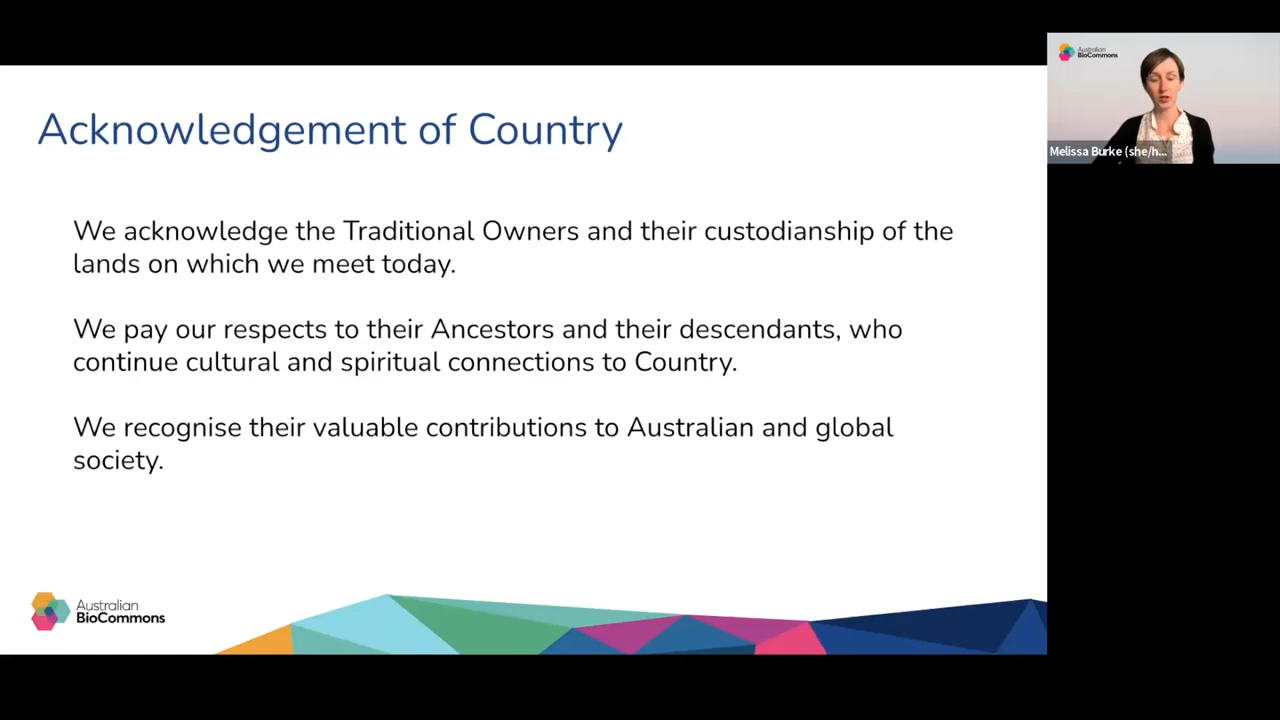 Acknowledgement of Country
We acknowledge the Traditional Owners and their custodianship of the
lands on which we meet today.
We pay our respects to their Ancestors and their descendants, who
continue cultural and spiritual connections to Country.
We recognise their valuable contributions to Australian and global
society.
Australian
BioCommons
Australian
BioCommons
Melissa Burke (she/h...